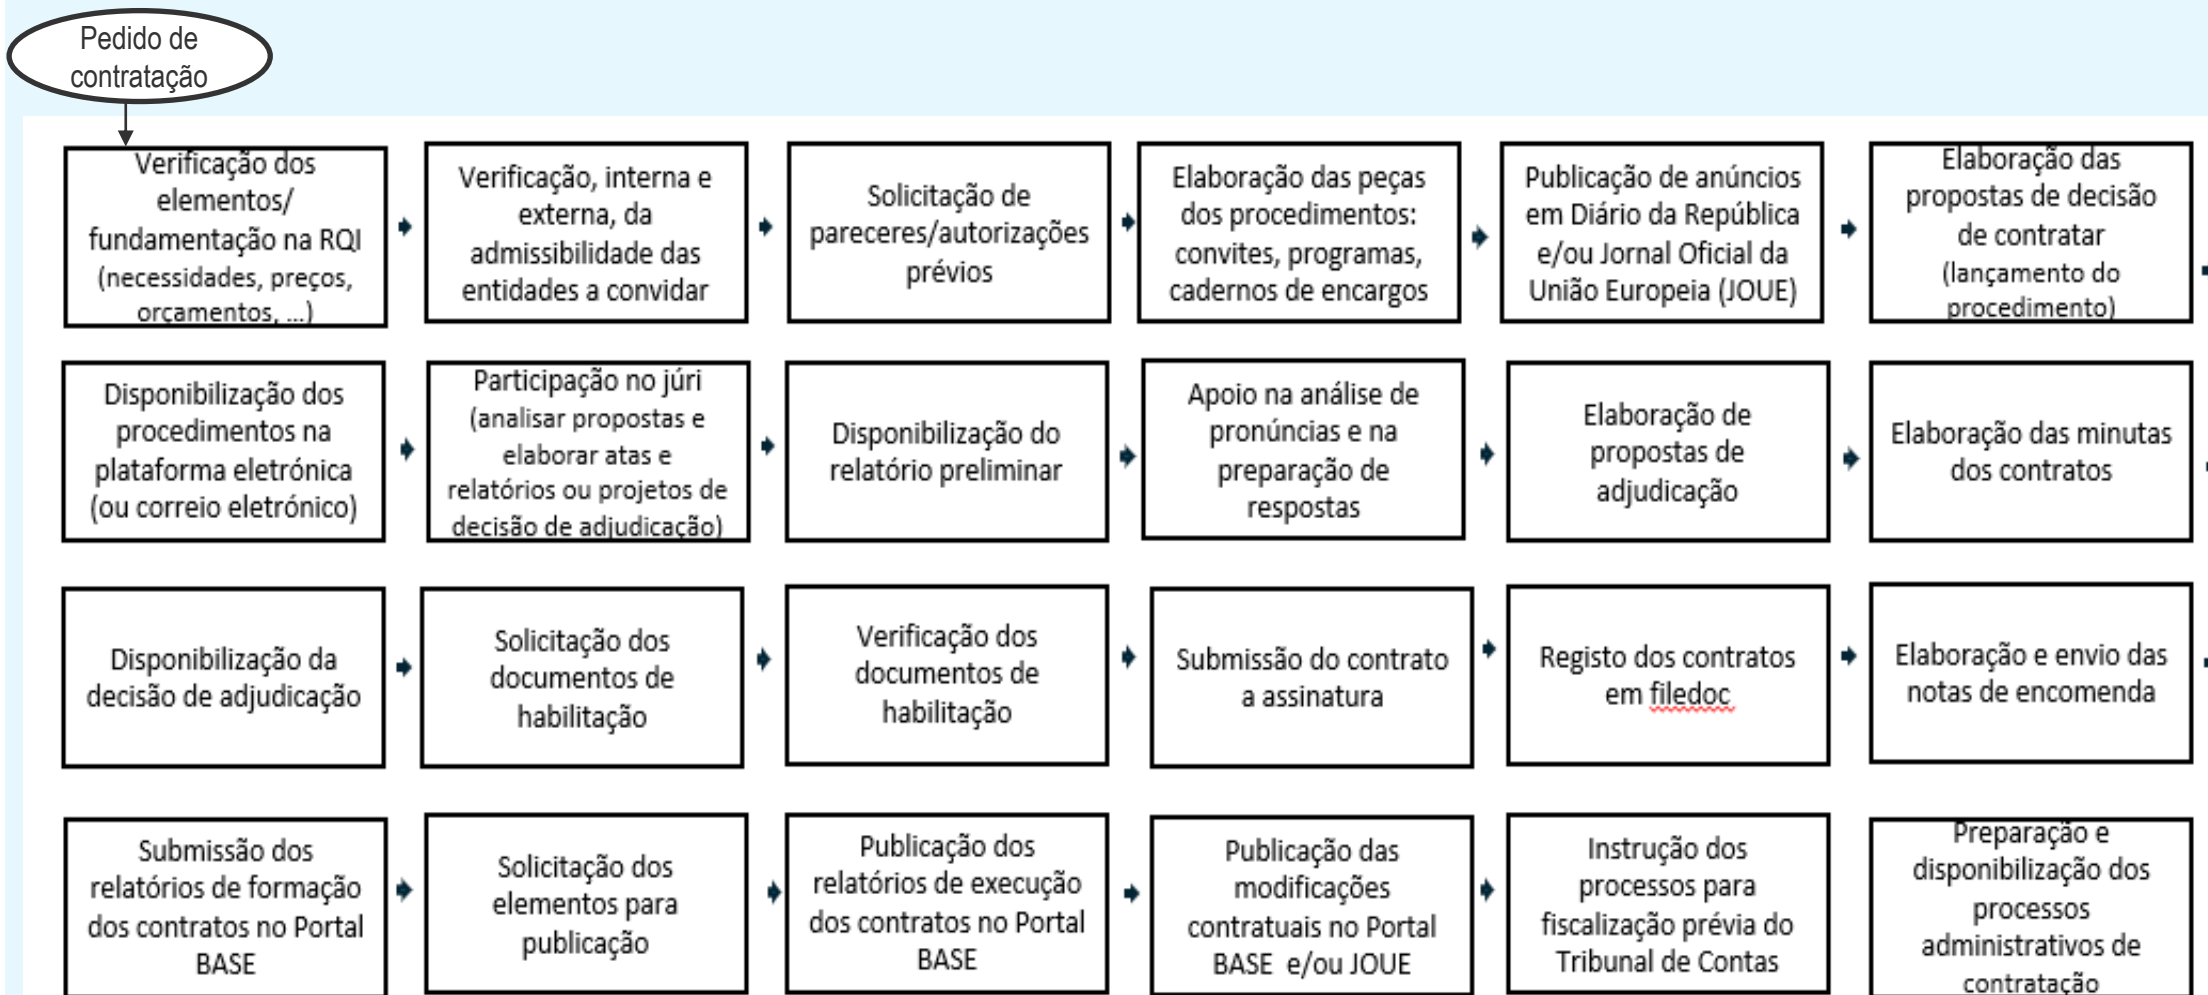 Pedido de
contratação
Verificação dos
elementos/
fundamentação na RQI
(necessidades, preços,
orçamentos, ...)
Verificação, interna e
externa, da
admissibilidade das
entidades a convidar
Solicitação de
pareceres/autorizações
prévios
Elaboração das peças
dos procedimentos:
convites, programas,
cadernos de encargos
Publicação de anúncios
em Diário da República
e/ou Jornal Oficial da
União Europeia (JOUE)
Elaboração das
propostas de decisão
de contratar
(lançamento do
procedimento)
Disponibilização dos
procedimentos na
plataforma eletrónica
(ou correio eletrónico)
Participação no júri
(analisar propostas e
elaborar atas e
relatórios ou projetos de
decisão de adjudicação)
Disponibilização do
relatório preliminar
Apoio na análise de
pronúncias e na
preparação de
respostas
Elaboração de
propostas de
adjudicação
Elaboração das minutas
dos contratos
Disponibilização da
decisão de adjudicação
Solicitação dos
documentos de
habilitação
Verificação dos
documentos de
habilitação
Submissão do contrato
a assinatura
Registo dos contratos
em filedoc
Elaboração e envio das
notas de encomenda
Submissão dos
relatórios de formação
dos contratos no Portal
BASE
Solicitação dos
elementos para
publicação
Publicação dos
relatórios de execução
dos contratos no Portal
BASE
Publicação das
modificações
contratuais no Portal
BASE e/ou JOUE
Instrução dos
processos para
fiscalização prévia do
Tribunal de Contas
Preparação e
disponibilização dos
processos
administrativos de
contratação